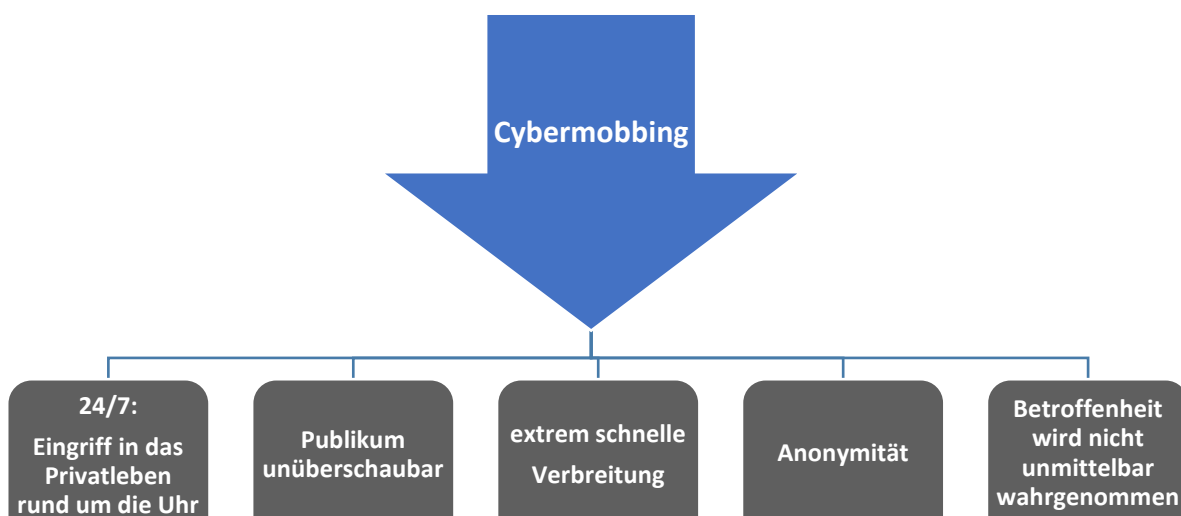 Cybermobbing
24/7:
Eingriff in das
Privatleben
rund um die Uhr
Publikum
unüberschaubar
extrem schnelle
Verbreitung
Anonymität
Betroffenheit
wird nicht
unmittelbar
wahrgenommen